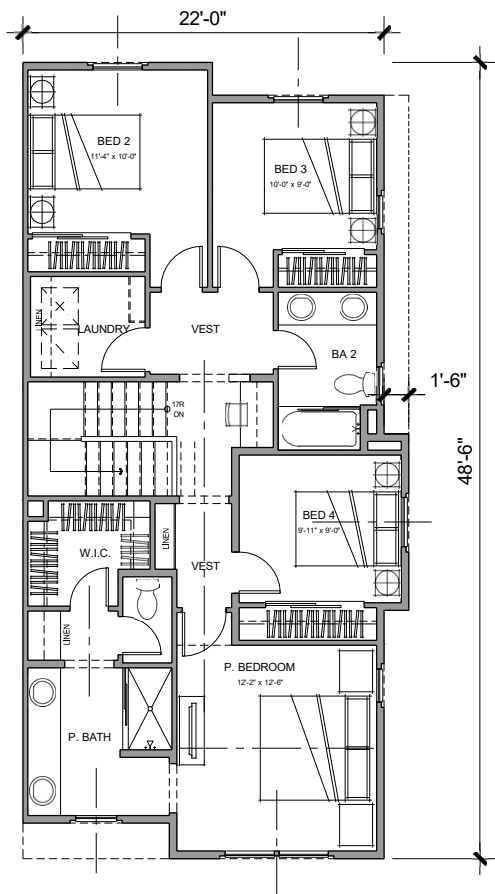 22'-0"
BED 2
11'-4" x 10'-0"
BED 3
10'-0" x 9'-0"
LINEN
LAUNDRY
VEST
BA 2
1'-6"
48'-6"
17R
DN
BED 4
9'-11" x 9'-0"
W.I.C.
LINEN
VEST
LINEN
P. BEDROOM
12'-2" x 12'-6"
P. BATH